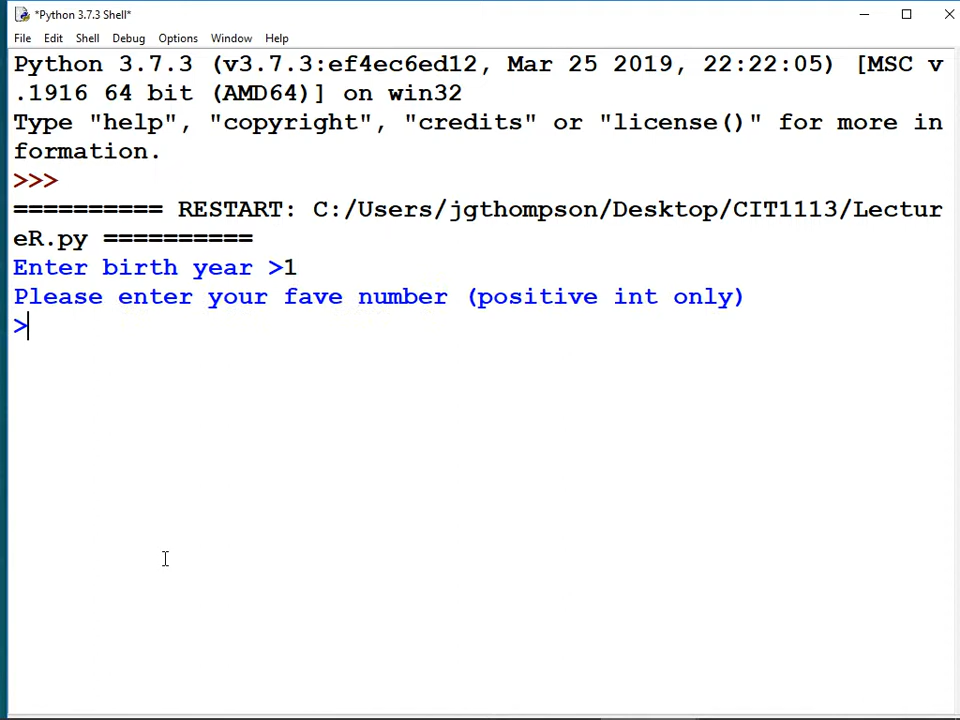 *Python 3.7.3 Shell*
File Edit Shell Debug Options Window Help
Python 3.7.3 (v3.7.3:ef4ec6ed12, Mar 25 2019, 22:22:05) [MSC v
.1916 64 bit (AMD64)] on win32
Type "help", "copyright", "credits" or "license()" for more in
formation.
>>>
========== RESTART: C:/Users/jgthompson/Desktop/CIT1113/Lectur
eR.py ==========
Enter birth year >1
Please enter your fave number (positive int only)
>